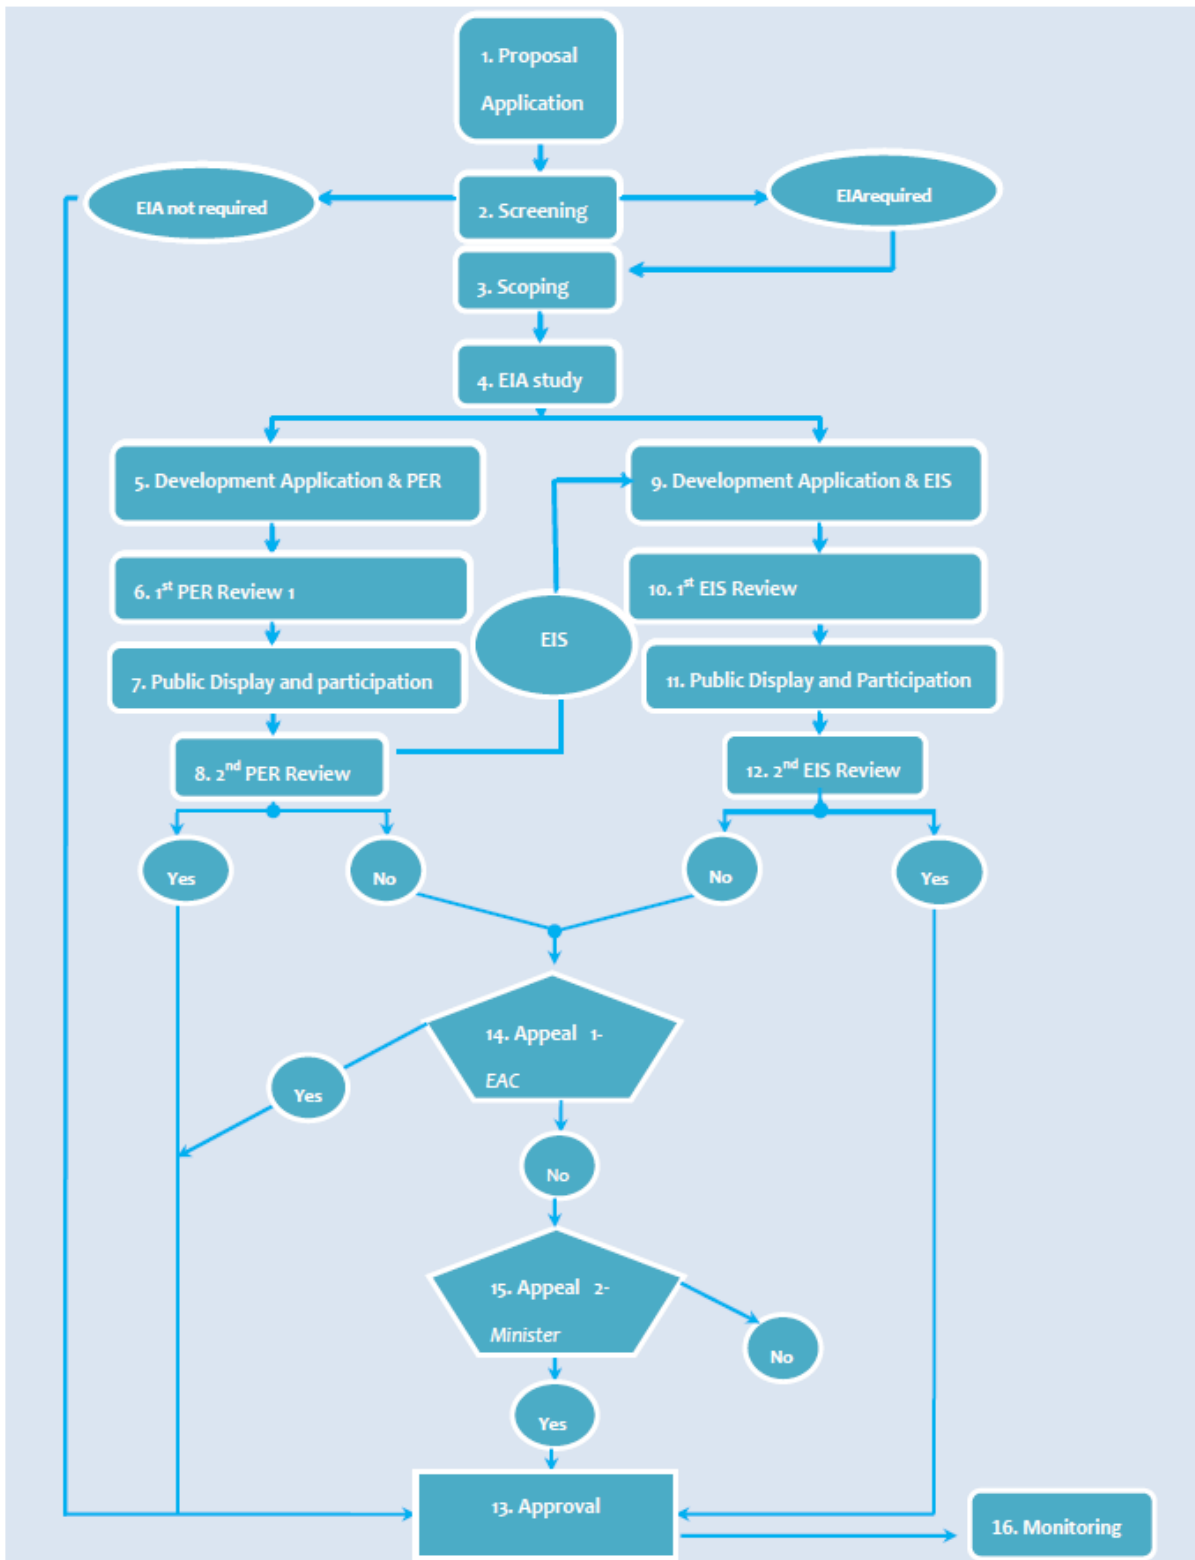 1. Proposal
Application
EIA not required
2. Screening
EIArequired
3. Scoping
4. EIA study
5. Development Application & PER
9. Development Application & EIS
6. 1st PER Review 1
10. 1st EIS Review
EIS
7. Public Display and participation
11. Public Display and Participation
8. 2nd PER Review
12. 2nd EIS Review
Yes
No
No
Yes
14. Appeal 1-
EAC
Yes
No
15. Appeal 2-
Minister
No
Yes
13. Approval
16. Monitoring